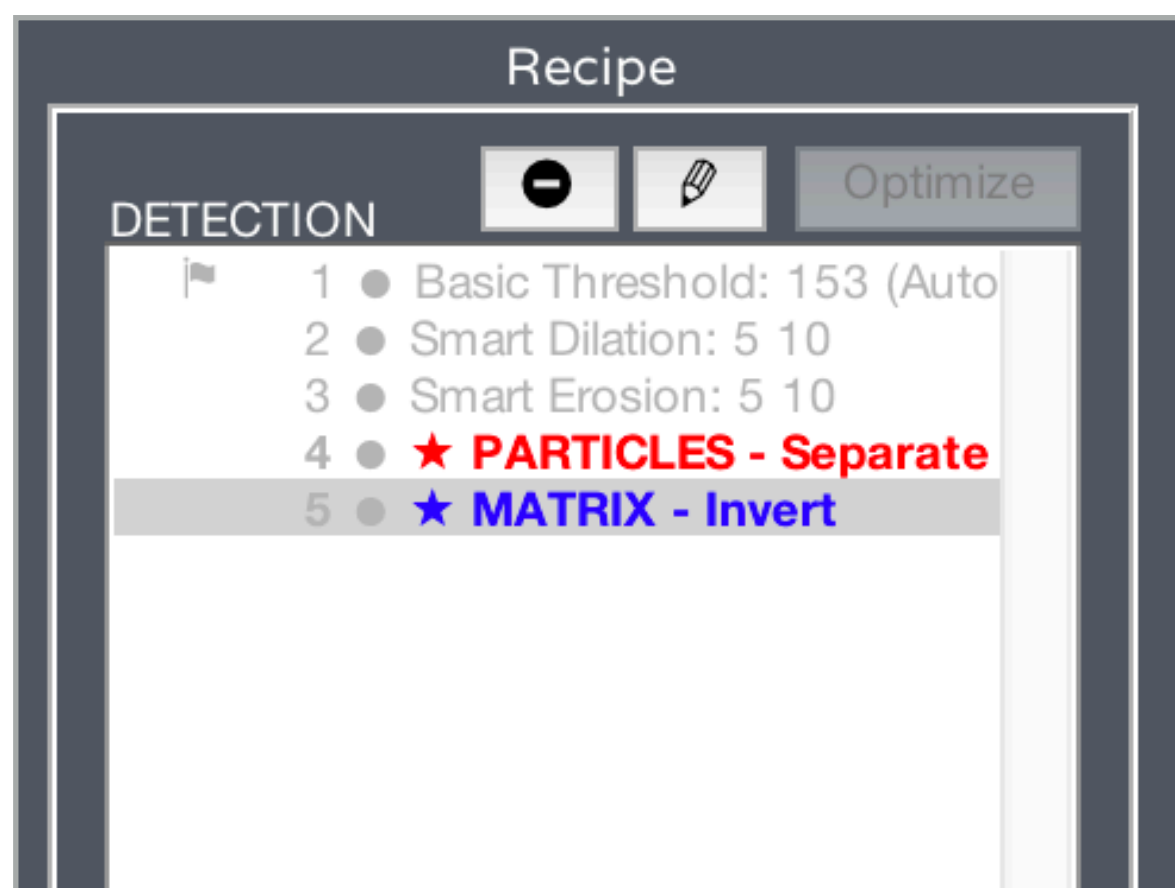 Recipe
DETECTION
Optimize
1 ● Basic Threshold: 153 (Auto
2 ● Smart Dilation: 5 10
3 ● Smart Erosion: 5 10
4 ● ★ PARTICLES - Separate
5 ● ★ MATRIX - Invert